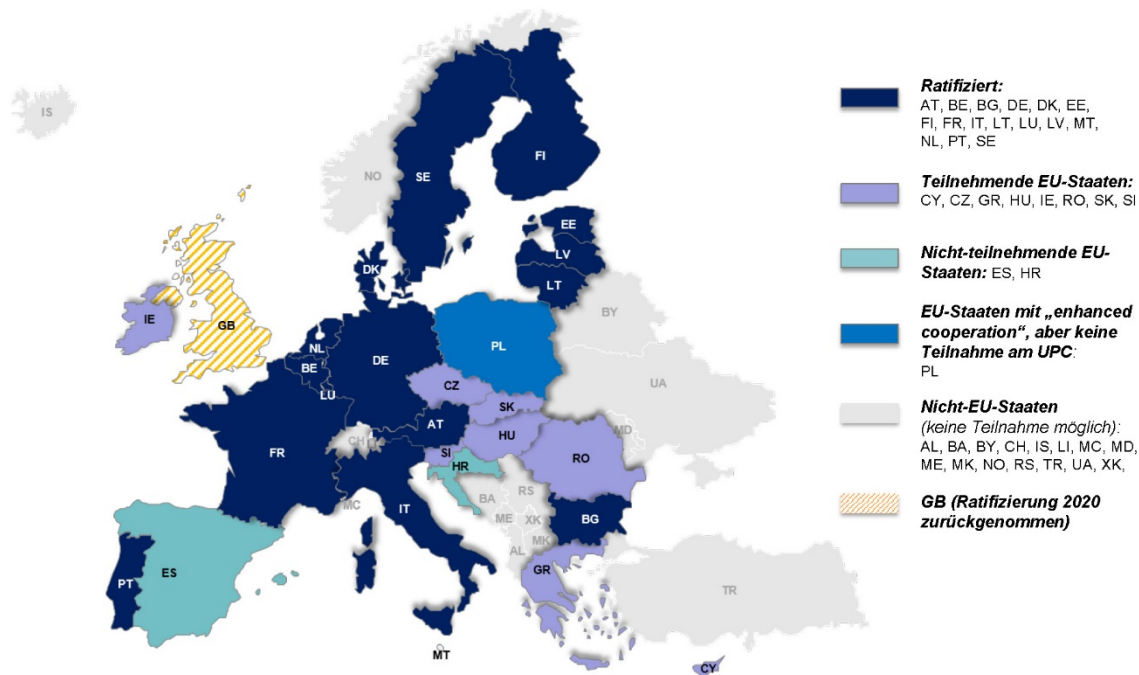 IS
NO
SE
FI
EE
LV
LT
DK
IE
GB
NL
BE
LU
DE
PL
BY
UA
CZ
SK
AT
HU
MD
FR
CH
SI
HR
RO
MC
IT
BA
RS
ME
XK
BG
AL
MK
PT
ES
GR
TR
MT
CY
Ratifiziert:
AT, BE, BG, DE, DK, EE,
FI, FR, IT, LT, LU, LV, MT,
NL, PT, SE
Teilnehmende EU-Staaten:
CY, CZ, GR, HU, IE, RO, SK, SI
Nicht-teilnehmende EU-
Staaten: ES, HR
EU-Staaten mit „enhanced
cooperation“, aber keine
Teilnahme am UPC:
PL
Nicht-EU-Staaten
(keine Teilnahme möglich):
AL, BA, BY, CH, IS, LI, MC, MD,
ME, MK, NO, RS, TR, UA, XK,
GB (Ratifizierung 2020
zurückgenommen)